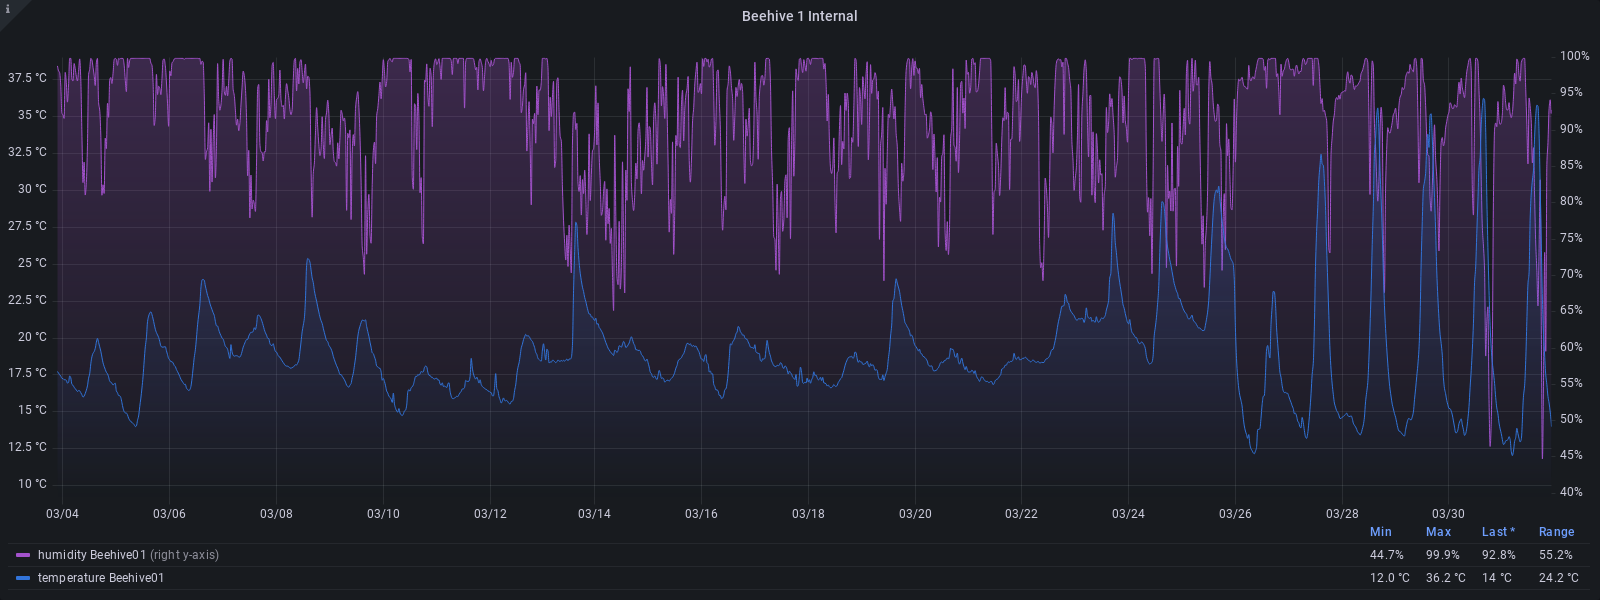 i
Beehive 1 Internal
37.5 °C
35 °C
32.5 °C
30 °C
27.5 °C
25 °C
22.5 °C
20 °C
17.5 °C
15 °C
12.5 °C
10 °C
100%
95%
90%
85%
80%
75%
70%
65%
60%
55%
50%
45%
40%
03/04 03/06 03/08 03/10 03/12 03/14 03/16 03/18 03/20 03/22 03/24 03/26 03/28 03/30
Min Max Last * Range
humidity Beehive01 (right y-axis) 44.7% 99.9% 92.8% 55.2%
temperature Beehive01 12.0 °C 36.2 °C 14 °C 24.2 °C